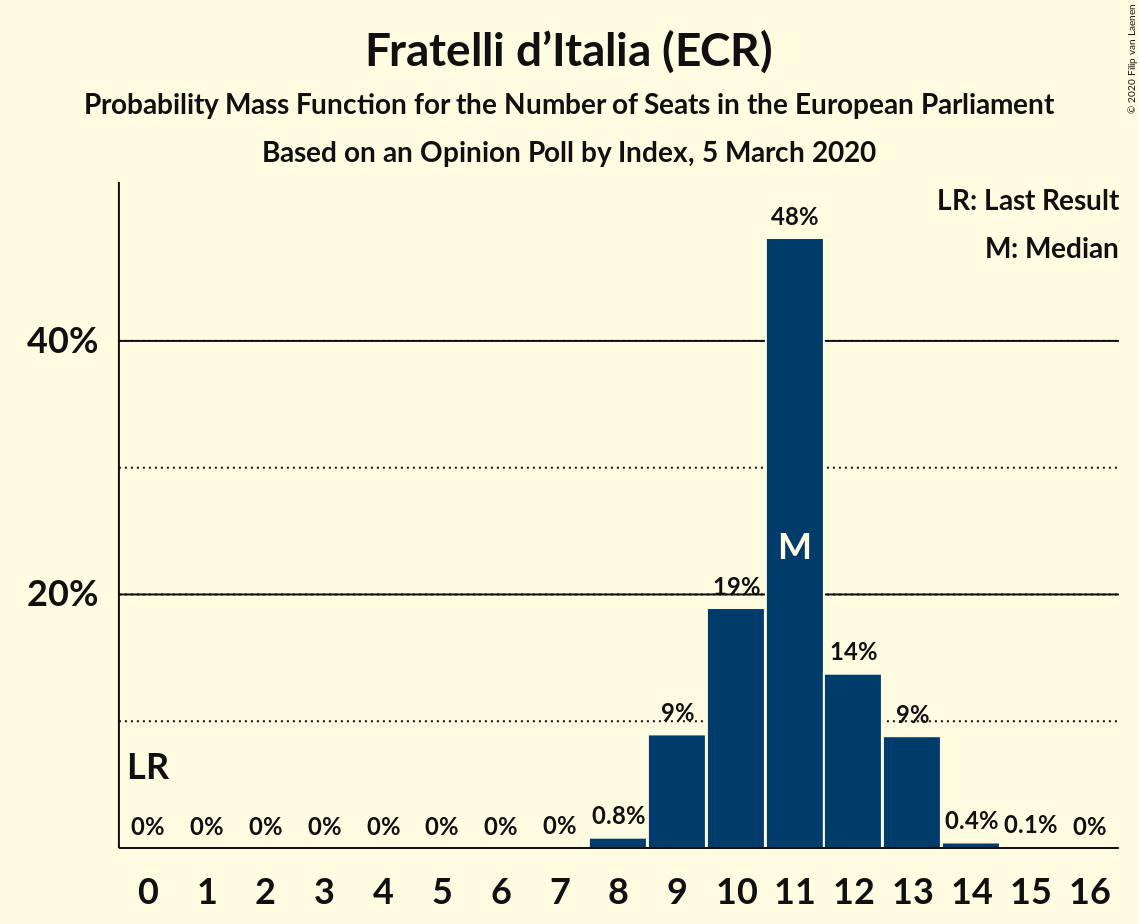 Fratelli d’Italia (ECR)
Probability Mass Function for the Number of Seats in the European Parliament
Based on an Opinion Poll by Index, 5 March 2020
© 2020 Filip van Laenen
LR: Last Result
M: Median
48%
40%
M
19%
20%
14%
9%
9%
LR
0% 0% 0% 0% 0% 0% 0% 0% 0.8% 0.4% 0.1% 0%
0 1 2 3 4 5 6 7 8 9 10 11 12 13 14 15 16